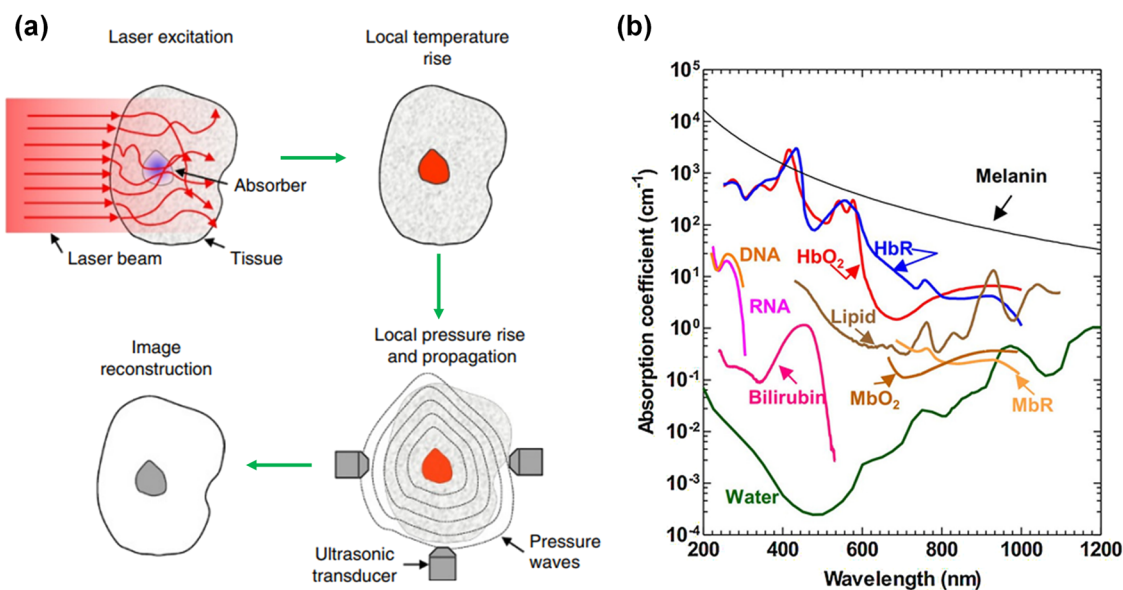 (a)
Laser excitation
Local temperature
rise
Absorber
Laser beam
Tissue
Image
reconstruction
Local pressure rise
and propagation
Ultrasonic
transducer
Pressure
waves
(b)
Absorption coefficient (cm⁻¹)
10⁵
10⁴
10³
10²
10¹
10⁰
10⁻¹
10⁻²
10⁻³
10⁻⁴
Melanin
HbR
HbO₂
DNA
RNA
Lipid
Bilirubin
MbO₂
MbR
Water
200 400 600 800 1000 1200
Wavelength (nm)